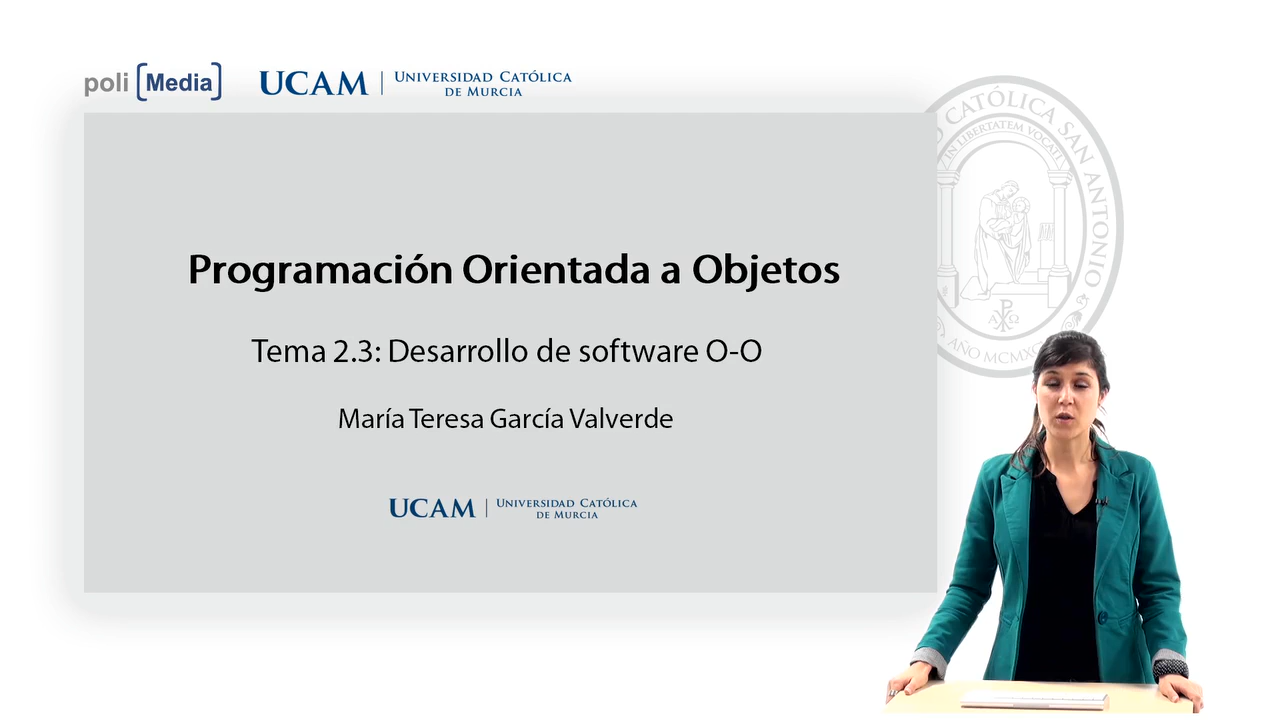 poli [Media]
UCAM | UNIVERSIDAD CATÓLICA
DE MURCIA
CATÓLICA SAN ANTONIO
IN LIBERTATEM VOCATI
AÑO
Programación Orientada a Objetos
Tema 2.3: Desarrollo de software O-O
María Teresa García Valverde
UCAM | UNIVERSIDAD CATÓLICA
DE MURCIA